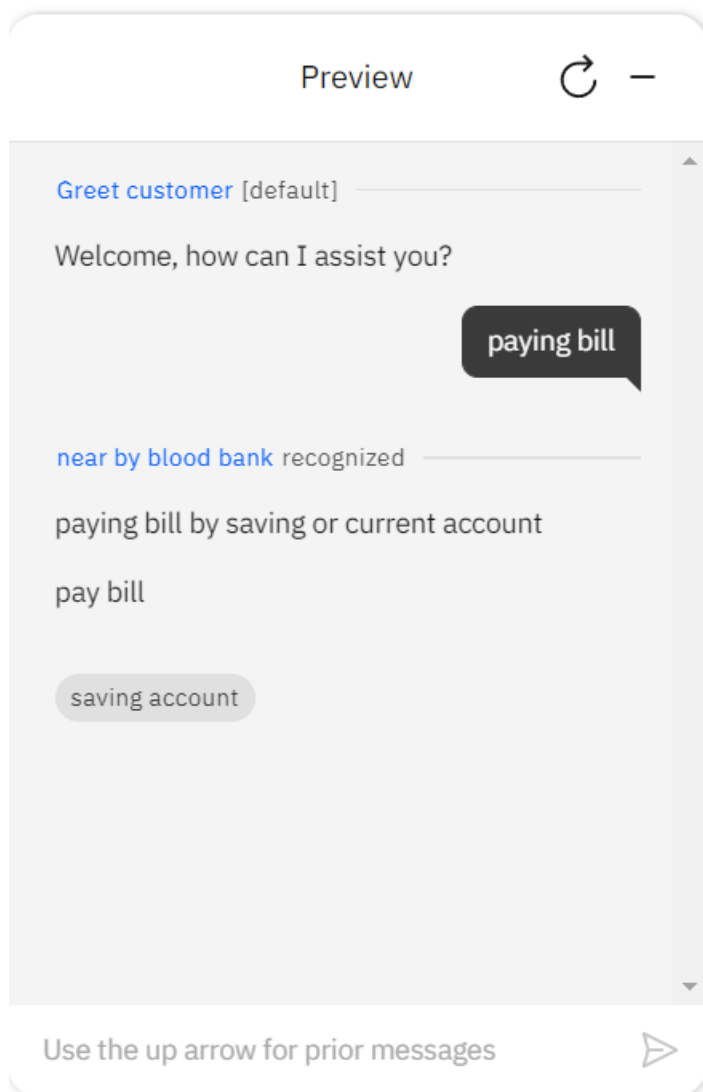 Preview
Greet customer [default]
Welcome, how can I assist you?
paying bill
near by blood bank recognized
paying bill by saving or current account
pay bill
saving account
Use the up arrow for prior messages